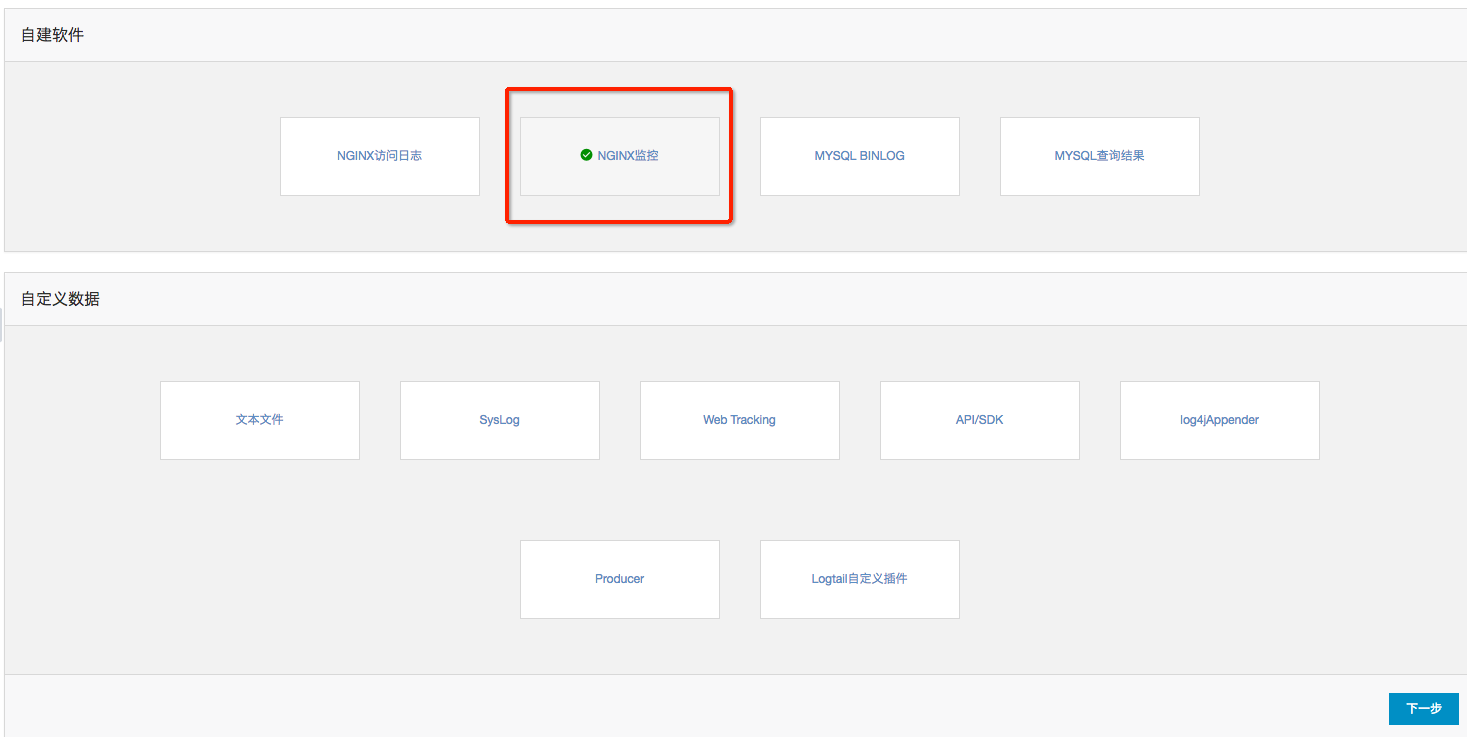 自建软件
NGINX访问日志
NGINX监控
MYSQL BINLOG
MYSQL查询结果
自定义数据
文本文件
SysLog
Web Tracking
API/SDK
log4jAppender
Producer
Logtail自定义插件
下一步